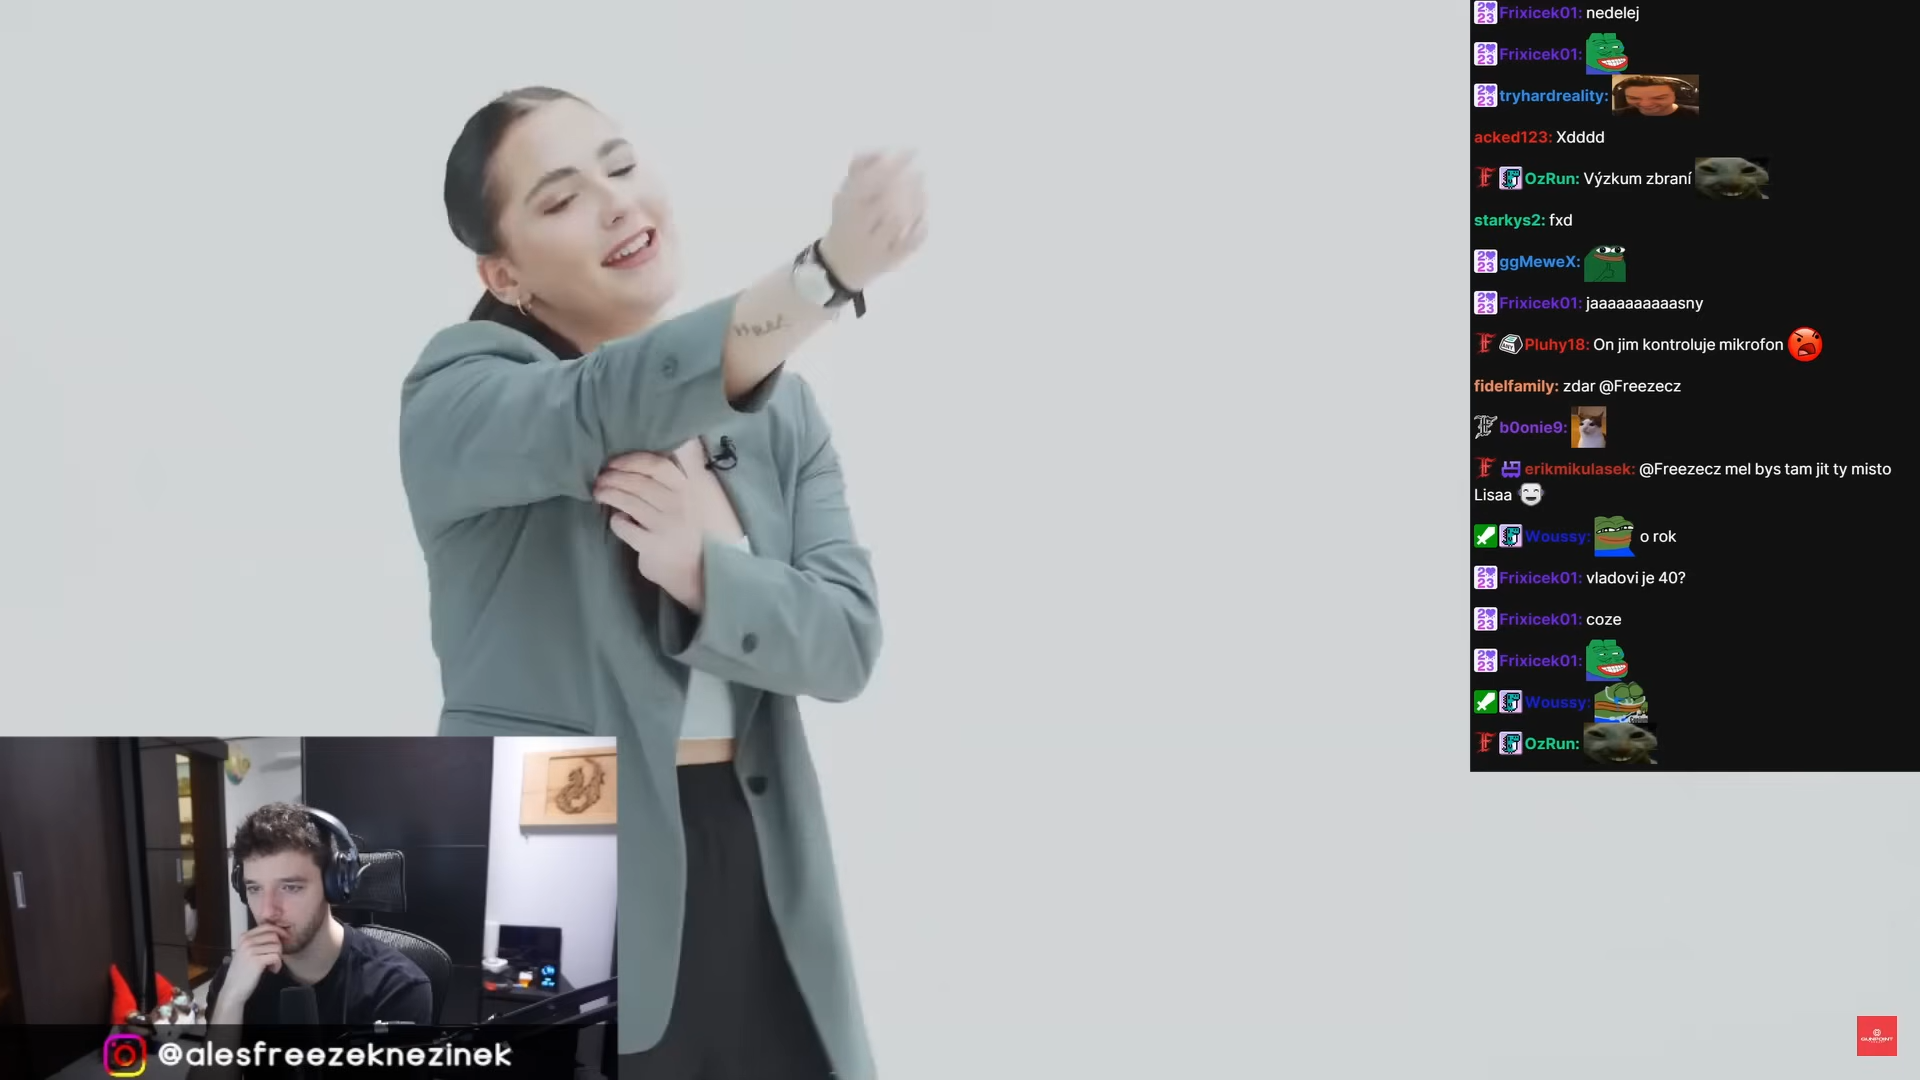 Frixicek01: nedelej
Frixicek01:
tryhardreality:
acked123: Xdddd
OzRun: Výzkum zbraní
starkys2: fxd
ggMeweX:
Frixicek01: jaaaaaaaaaasny
Pluhy18: On jim kontroluje mikrofon
fidelfamily: zdar @Freezecz
b0onie9:
erikmikulasek: @Freezecz mel bys tam jit ty misto
Lisaa
Woussy: o rok
Frixicek01: vladovi je 40?
Frixicek01: coze
Frixicek01:
Woussy:
OzRun:
@alesfreezeknezinek
GUNPOINT